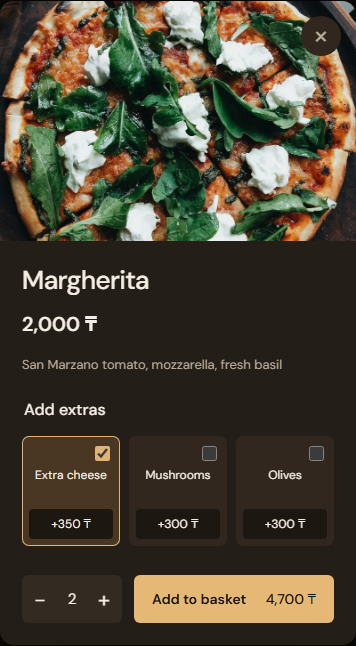 Margherita
2,000 ₸
San Marzano tomato, mozzarella, fresh basil
Add extras
Extra cheese
+350 ₸
Mushrooms
+300 ₸
Olives
+300 ₸
− 2 +
Add to basket 4,700 ₸